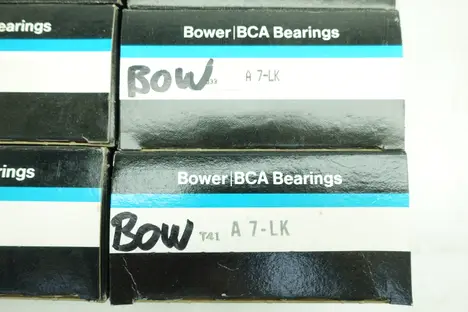 earings
Bower|BCA Bearings
BOW A 7-LK
rings
Bower|BCA Bearings
BOW T41 A 7-LK